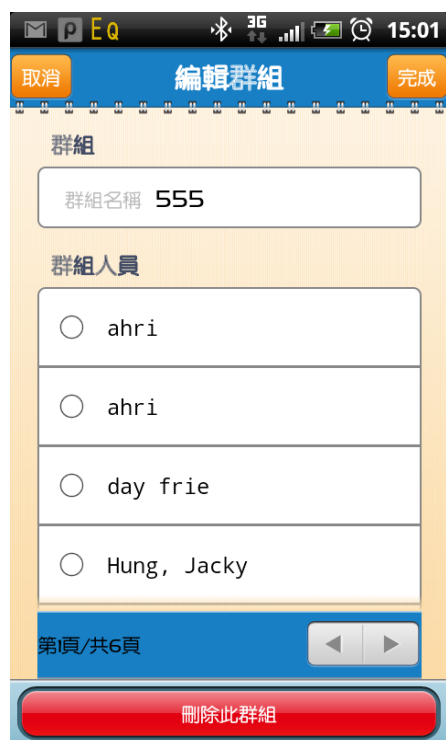 3G 15:01
取消 編輯群組 完成
群組
群組名稱 555
群組人員
ahri
ahri
day frie
Hung, Jacky
第1頁/共6頁
刪除此群組